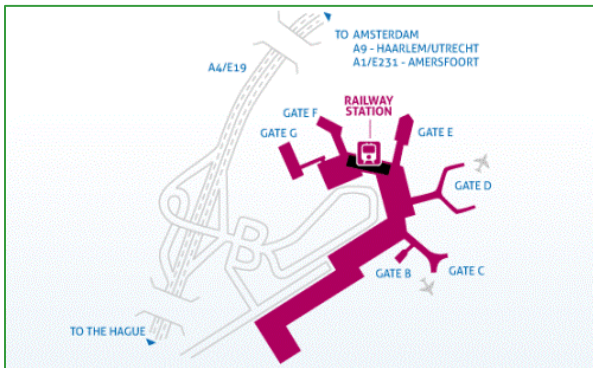 TO AMSTERDAM
A9 - HAARLEM/UTRECHT
A1/E231 - AMERSFOORT
A4/E19
RAILWAY
STATION
GATE F
GATE G
GATE E
GATE D
GATE B
GATE C
TO THE HAGUE